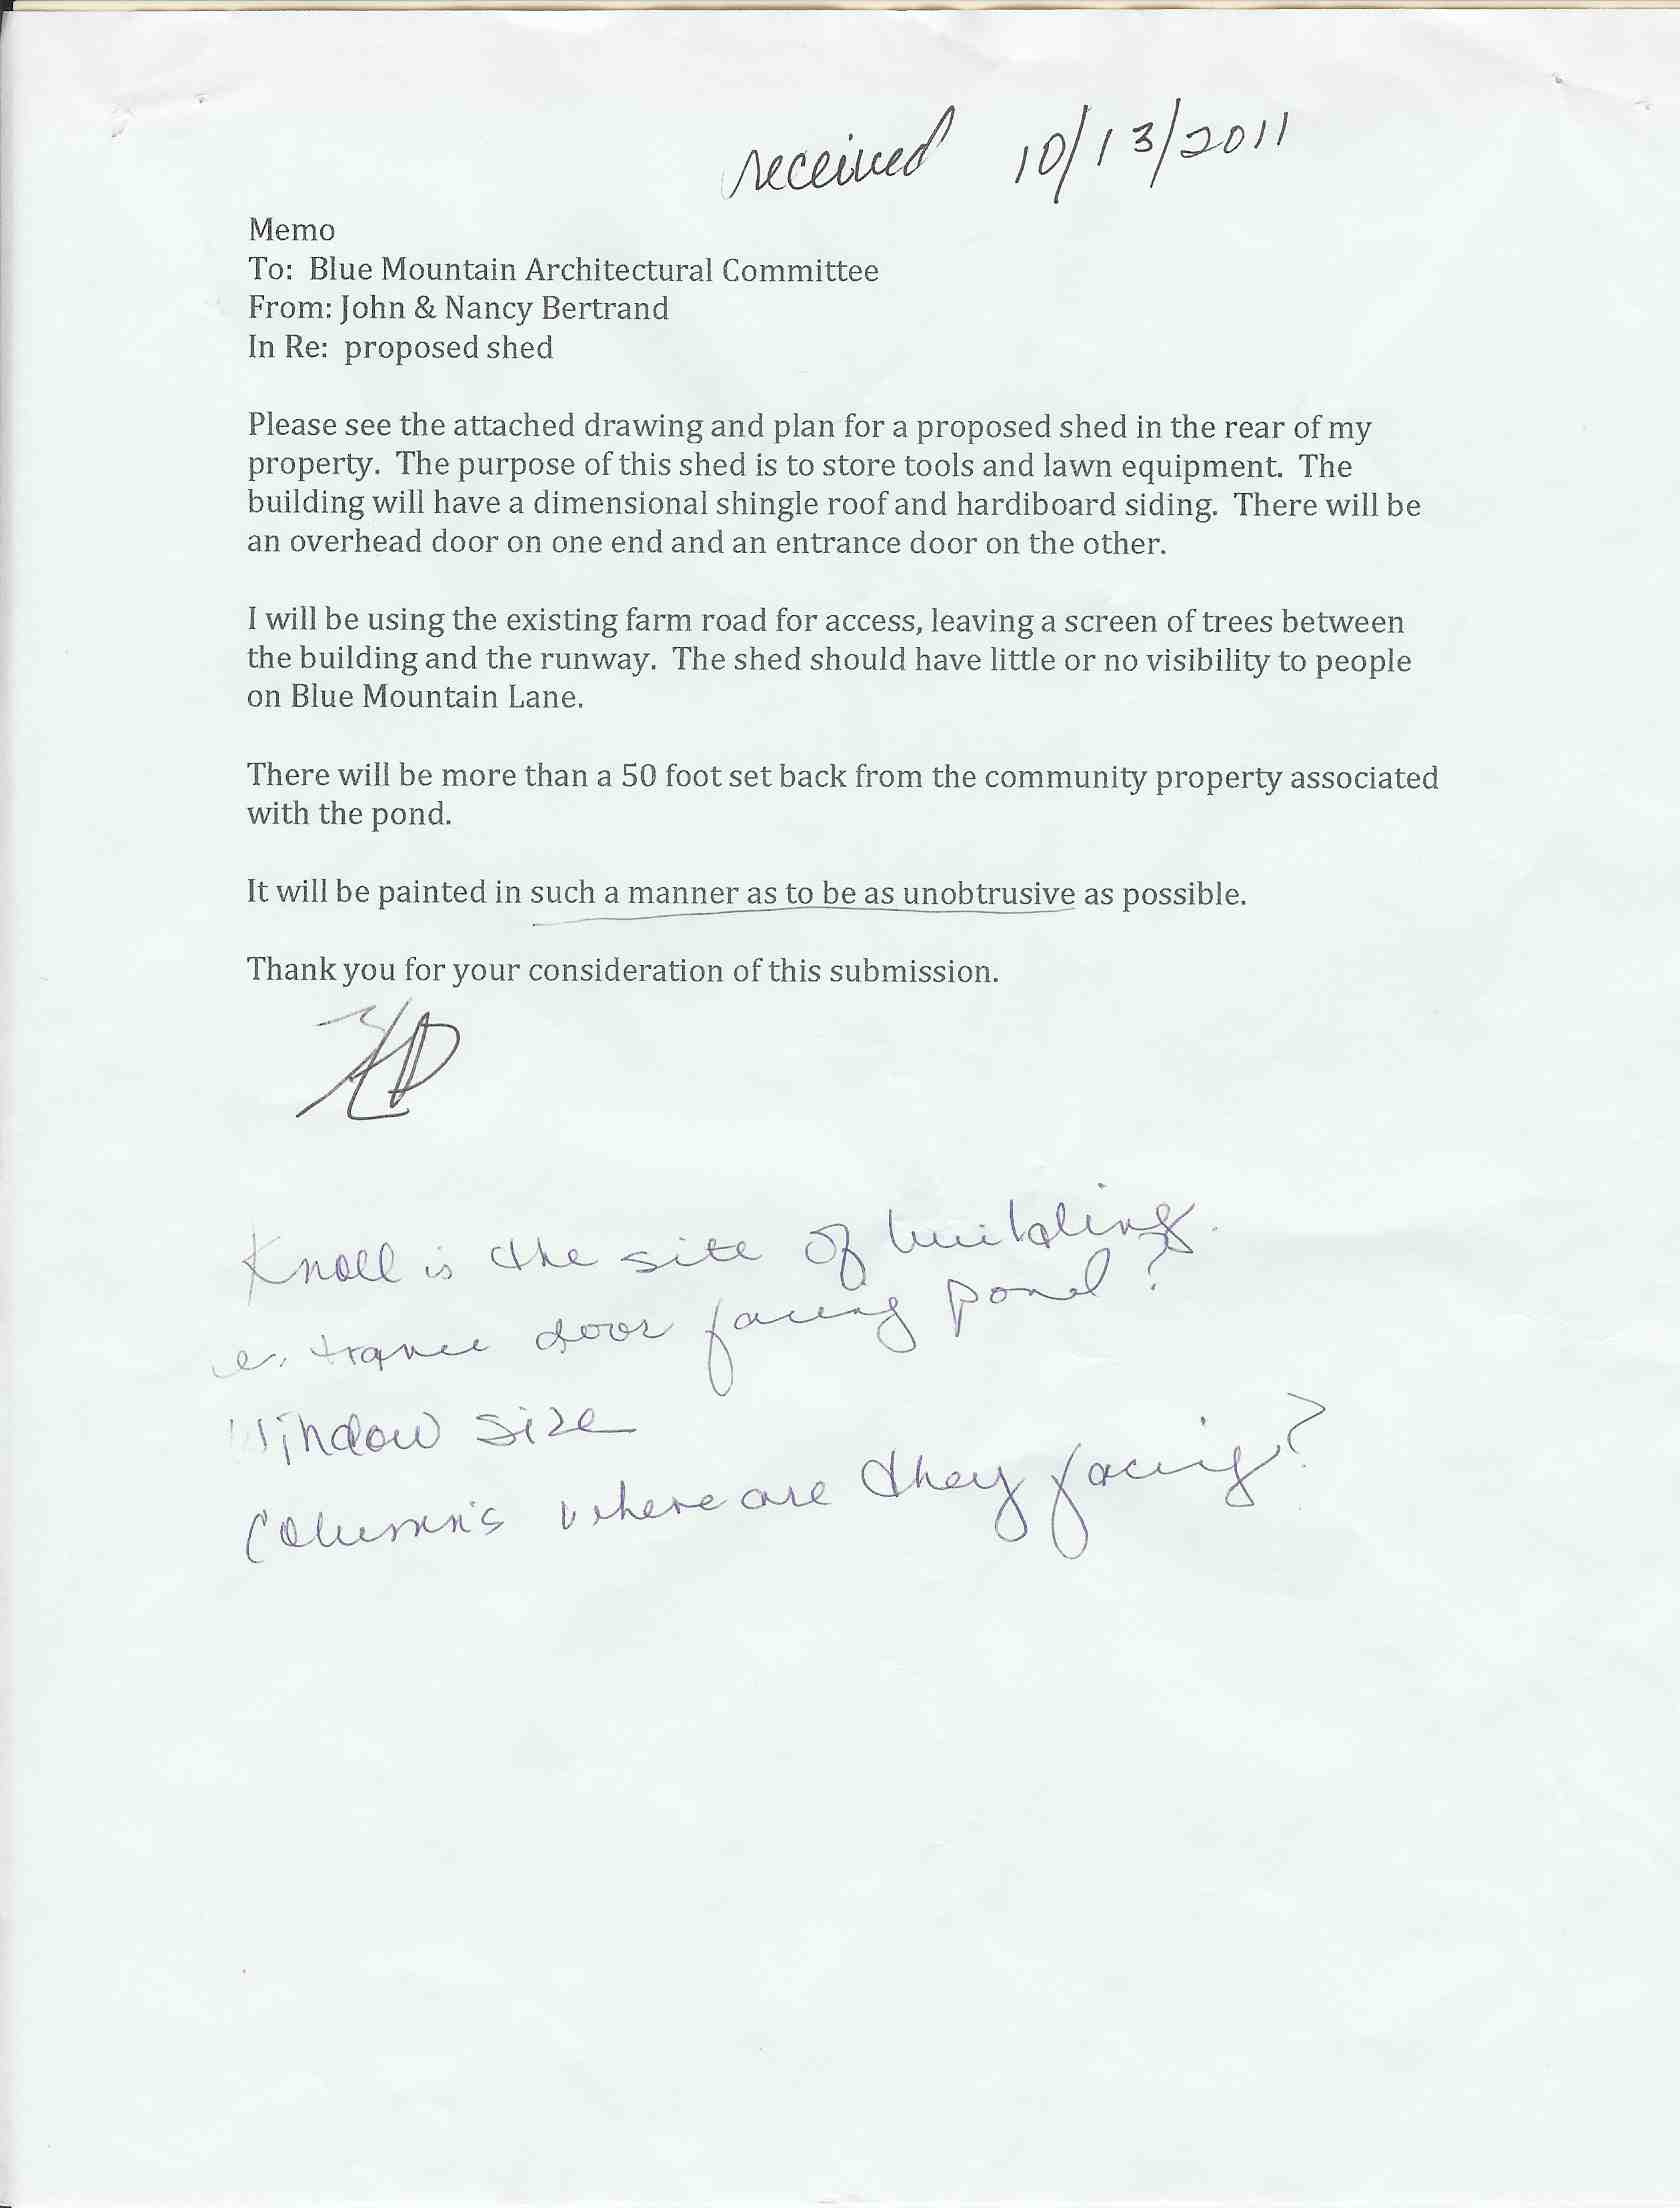 received 10/13/2011
Memo
To: Blue Mountain Architectural Committee
From: John & Nancy Bertrand
In Re: proposed shed
Please see the attached drawing and plan for a proposed shed in the rear of my
property. The purpose of this shed is to store tools and lawn equipment. The
building will have a dimensional shingle roof and hardiboard siding. There will be
an overhead door on one end and an entrance door on the other.
I will be using the existing farm road for access, leaving a screen of trees between
the building and the runway. The shed should have little or no visibility to people
on Blue Mountain Lane.
There will be more than a 50 foot set back from the community property associated
with the pond.
It will be painted in such a manner as to be as unobtrusive as possible.
Thank you for your consideration of this submission.
Knoll is the site of building.
entrance door facing pond?
Window size
Column's where are they facing?